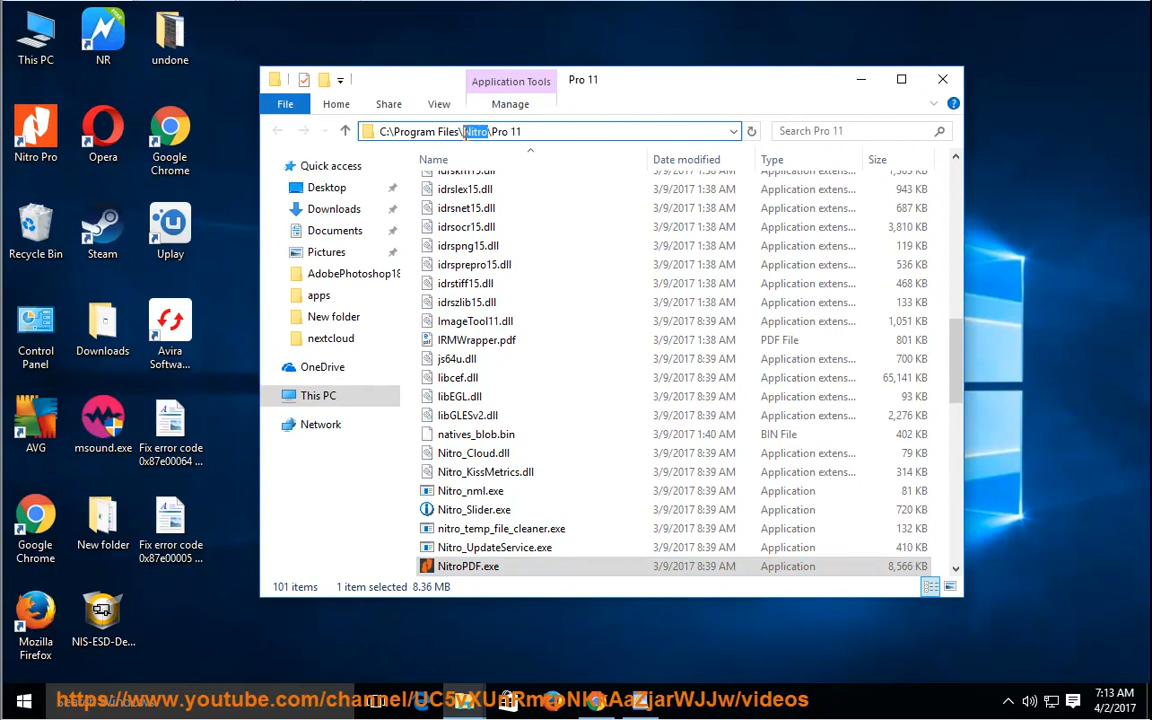 This PC
NR
undone
Nitro Pro
Opera
Google
Chrome
Recycle Bin
Steam
Uplay
Control
Panel
Downloads
Avira
Softwa...
AVG
msound.exe
Fix error code
0x87e00064 ...
Google
Chrome
New folder
Fix error code
0x87e00005 ...
Mozilla
Firefox
NIS-ESD-De...
Application Tools
Pro 11
File
Home
Share
View
Manage
C:\Program Files\Nitro\Pro 11
Search Pro 11
Quick access
Desktop
Downloads
Documents
Pictures
AdobePhotoshop18
apps
New folder
nextcloud
OneDrive
This PC
Network
Name Date modified Type Size
idrslex15.dll 3/9/2017 1:38 AM Application extens... 943 KB
idrsnet15.dll 3/9/2017 1:38 AM Application extens... 687 KB
idrsocr15.dll 3/9/2017 1:38 AM Application extens... 3,810 KB
idrspng15.dll 3/9/2017 1:38 AM Application extens... 119 KB
idrsprepro15.dll 3/9/2017 1:38 AM Application extens... 536 KB
idrstiff15.dll 3/9/2017 1:38 AM Application extens... 468 KB
idrszlib15.dll 3/9/2017 1:38 AM Application extens... 133 KB
ImageTool11.dll 3/9/2017 8:39 AM Application extens... 1,051 KB
IRMWrapper.pdf 3/9/2017 8:39 AM PDF File 801 KB
js64u.dll 3/9/2017 8:39 AM Application extens... 700 KB
libcef.dll 3/9/2017 8:39 AM Application extens... 65,141 KB
libEGL.dll 3/9/2017 8:39 AM Application extens... 93 KB
libGLESv2.dll 3/9/2017 8:39 AM Application extens... 2,276 KB
natives_blob.bin 3/9/2017 1:40 AM BIN File 402 KB
Nitro_Cloud.dll 3/9/2017 8:39 AM Application extens... 79 KB
Nitro_KissMetrics.dll 3/9/2017 8:39 AM Application extens... 314 KB
Nitro_nml.exe 3/9/2017 8:39 AM Application 81 KB
Nitro_Slider.exe 3/9/2017 8:39 AM Application 720 KB
nitro_temp_file_cleaner.exe 3/9/2017 8:39 AM Application 132 KB
Nitro_UpdateService.exe 3/9/2017 8:39 AM Application 410 KB
NitroPDF.exe 3/9/2017 8:39 AM Application 8,566 KB
101 items 1 item selected 8.36 MB
7:13 AM
4/2/2017